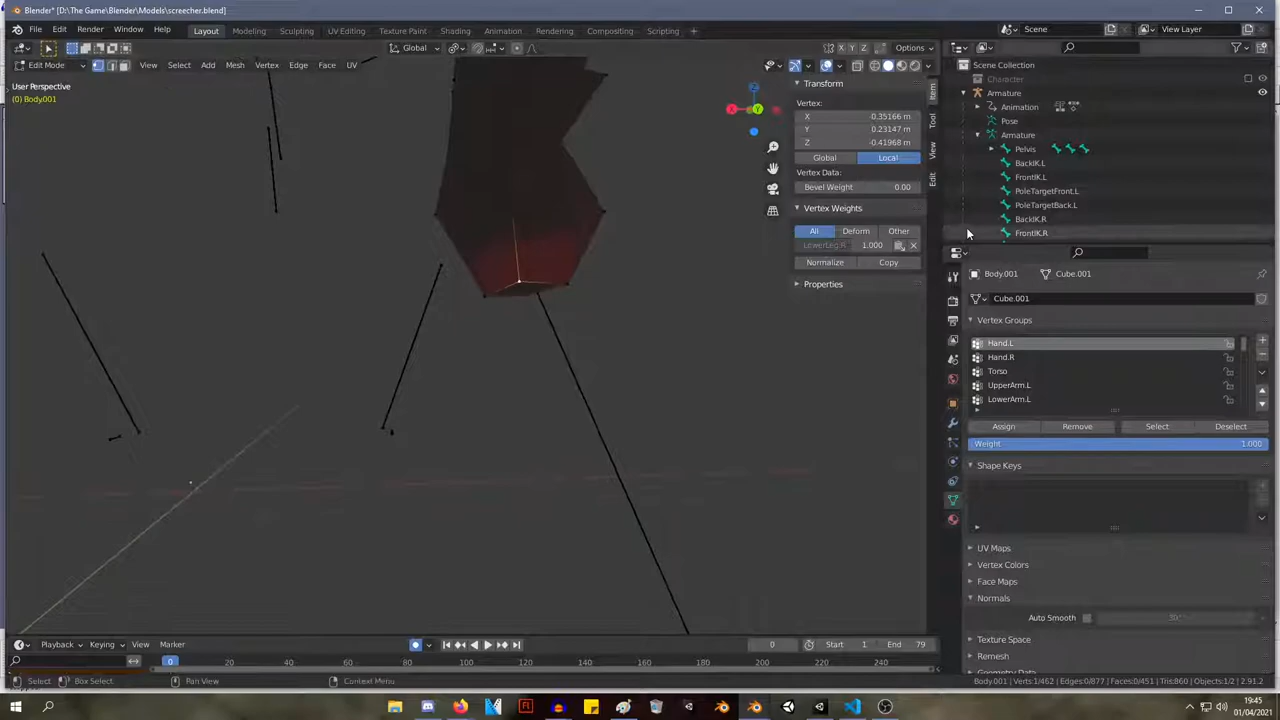 Blender* [D:\The Game\Blender\Models\screecher.blend]
File Edit Render Window Help Layout Modeling Sculpting UV Editing Texture Paint Shading Animation Rendering Compositing Scripting + Scene View Layer
Global X Y Z Options
Edit Mode View Select Add Mesh Vertex Edge Face UV
User Perspective
(0) Body.001
Z
X Y
Transform
Vertex:
X -0.35166 m
Y 0.23147 m
Z -0.41968 m
Global Local
Vertex Data:
Bevel Weight 0.00
Vertex Weights
All Deform Other
LowerLeg.R 1.000
Normalize Copy
Properties
Item
Tool
View
Edit
Scene Collection
Character
Armature
Animation
Pose
Armature
Pelvis
BackIK.L
FrontIK.L
PoleTargetFront.L
PoleTargetBack.L
BackIK.R
FrontIK.R
Body.001 Cube.001
Cube.001
Vertex Groups
Hand.L
Hand.R
Torso
UpperArm.L
LowerArm.L
Assign Remove Select Deselect
Weight 1.000
Shape Keys
UV Maps
Vertex Colors
Face Maps
Normals
Auto Smooth 30°
Texture Space
Remesh
Geometry Data
Playback Keying View Marker 0 Start 1 End 79
0 20 40 60 80 100 120 140 160 180 200 220 240
Select Box Select Pan View Context Menu Body.001 | Verts:1/462 | Edges:0/877 | Faces:0/451 | Tris:860 | Objects:1/2 | 2.91.2
19:45
01/04/2021